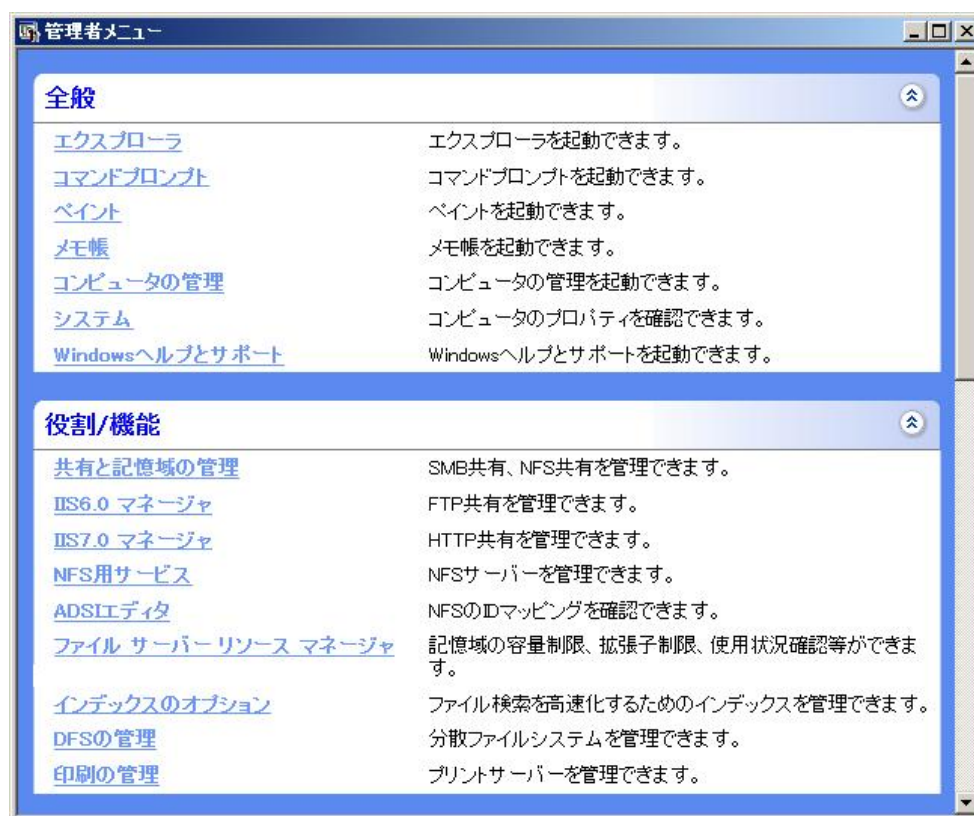 管理者メニュー
全般
エクスプローラ エクスプローラを起動できます。
コマンドプロンプト コマンドプロンプトを起動できます。
ペイント ペイントを起動できます。
メモ帳 メモ帳を起動できます。
コンピュータの管理 コンピュータの管理を起動できます。
システム コンピュータのプロパティを確認できます。
Windowsヘルプとサポート Windowsヘルプとサポートを起動できます。
役割/機能
共有と記憶域の管理 SMB共有、NFS共有を管理できます。
IIS6.0 マネージャ FTP共有を管理できます。
IIS7.0 マネージャ HTTP共有を管理できます。
NFS用サービス NFSサーバーを管理できます。
ADSIエディタ NFSのIDマッピングを確認できます。
ファイル サーバー リソース マネージャ 記憶域の容量制限、拡張子制限、使用状況確認等ができま
す。
インデックスのオプション ファイル検索を高速化するためのインデックスを管理できます。
DFSの管理 分散ファイルシステムを管理できます。
印刷の管理 プリントサーバーを管理できます。